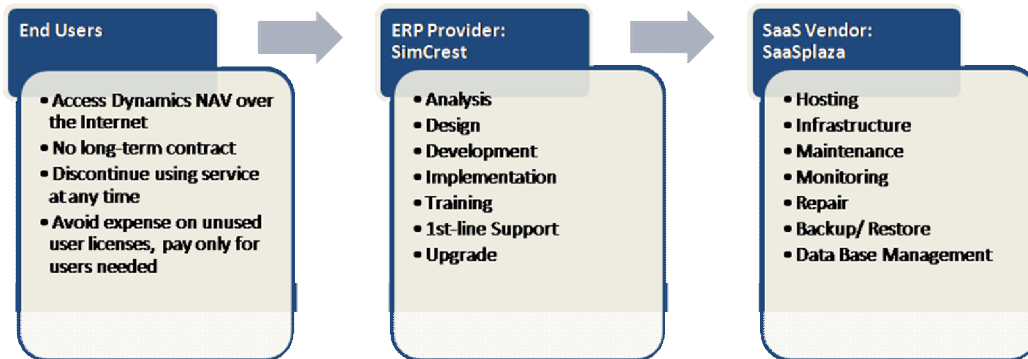 End Users
• Access Dynamics NAV over
the Internet
• No long-term contract
• Discontinue using service
at any time
• Avoid expense on unused
user licenses, pay only for
users needed
ERP Provider:
SimCrest
• Analysis
• Design
• Development
• Implementation
• Training
• 1st-line Support
• Upgrade
SaaS Vendor:
SaaSplaza
• Hosting
• Infrastructure
• Maintenance
• Monitoring
• Repair
• Backup/ Restore
• Data Base Management